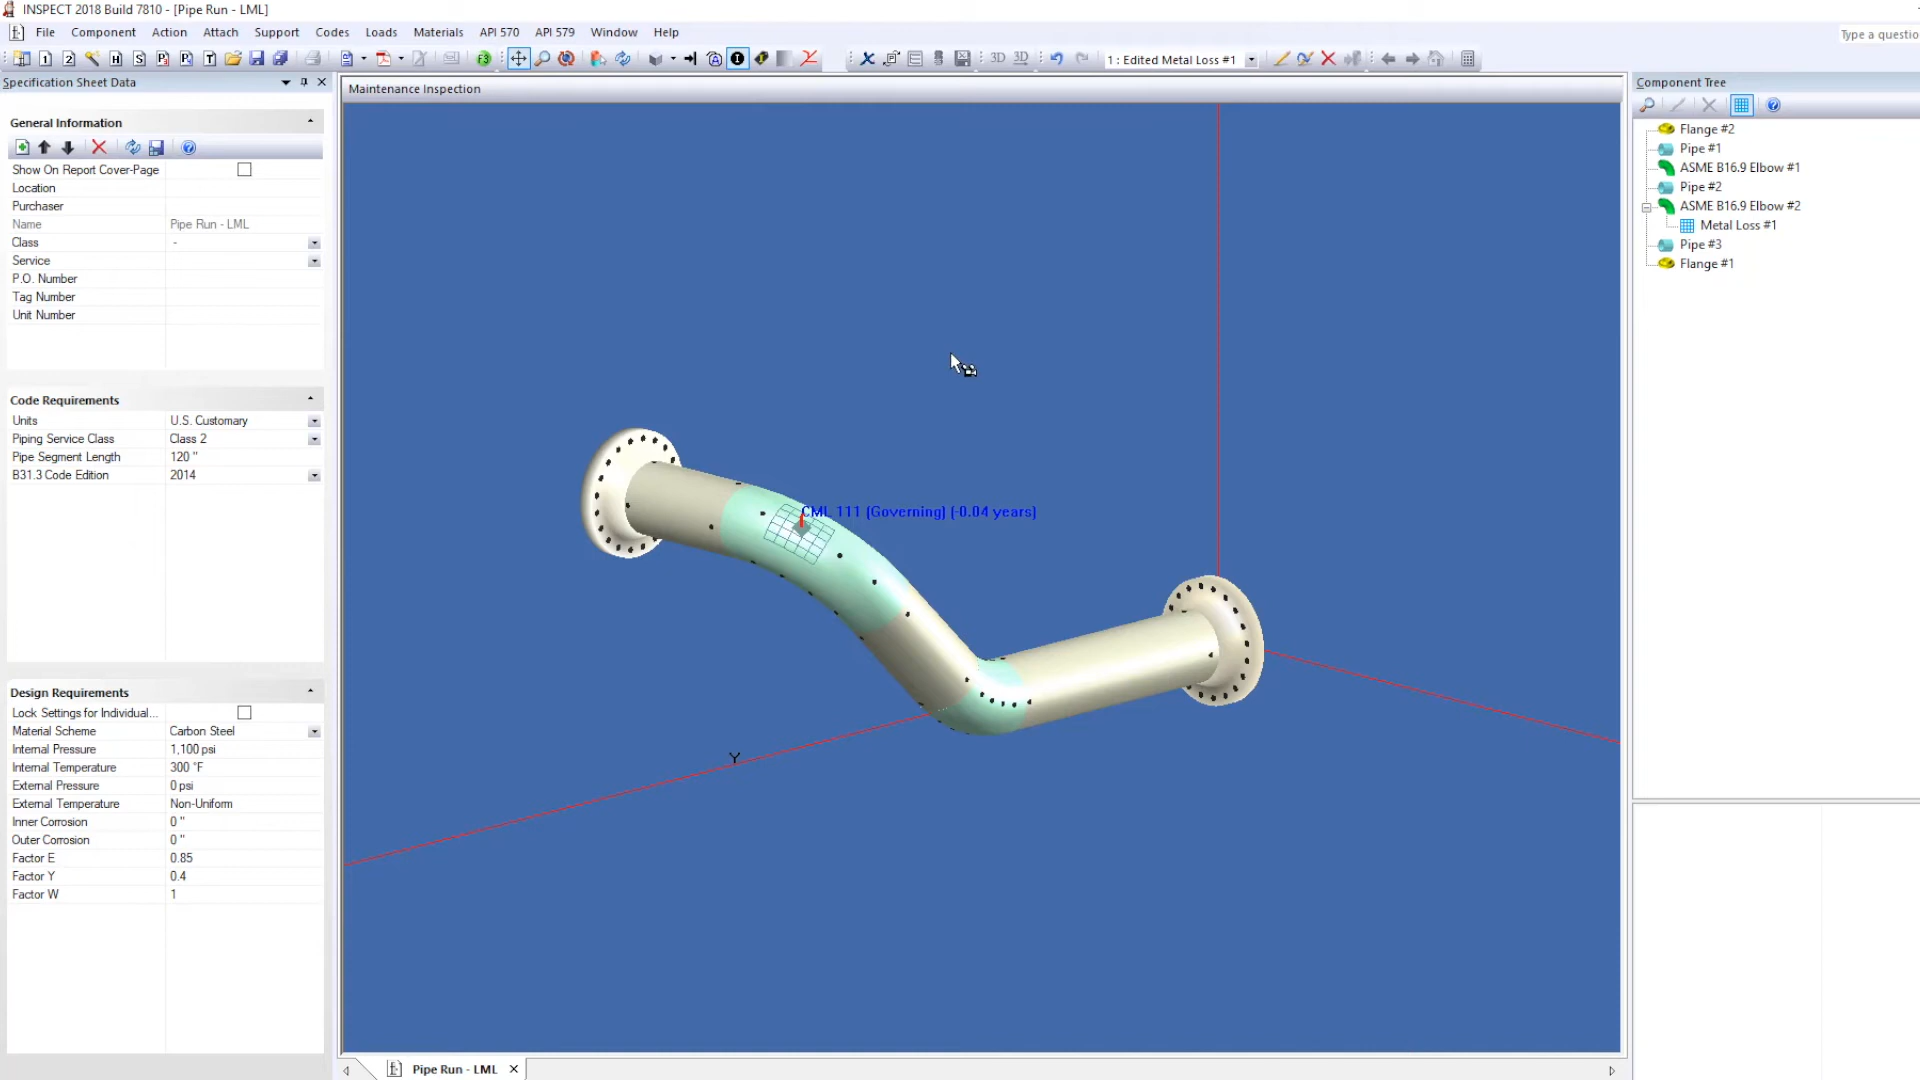 INSPECT 2018 Build 7810 - [Pipe Run - LML]
File Component Action Attach Support Codes Loads Materials API 570 API 579 Window Help
Type a questio
1 2 H S P P T F3 3D 3D 1 : Edited Metal Loss #1
Specification Sheet Data
General Information
Show On Report Cover-Page
Location
Purchaser
Name Pipe Run - LML
Class -
Service
P.O. Number
Tag Number
Unit Number
Code Requirements
Units U.S. Customary
Piping Service Class Class 2
Pipe Segment Length 120 "
B31.3 Code Edition 2014
Design Requirements
Lock Settings for Individual...
Material Scheme Carbon Steel
Internal Pressure 1,100 psi
Internal Temperature 300 °F
External Pressure 0 psi
External Temperature Non-Uniform
Inner Corrosion 0 "
Outer Corrosion 0 "
Factor E 0.85
Factor Y 0.4
Factor W 1
Maintenance Inspection
CML 111 (Governing) (-0.04 years)
Y
Pipe Run - LML
Component Tree
Flange #2
Pipe #1
ASME B16.9 Elbow #1
Pipe #2
ASME B16.9 Elbow #2
Metal Loss #1
Pipe #3
Flange #1